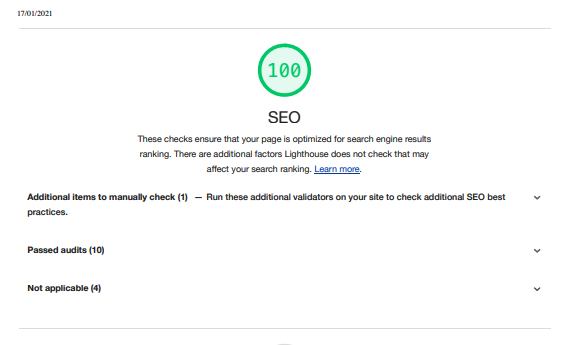 17/01/2021
100
SEO
These checks ensure that your page is optimized for search engine results
ranking. There are additional factors Lighthouse does not check that may
affect your search ranking. Learn more.
Additional items to manually check (1) — Run these additional validators on your site to check additional SEO best
practices.
Passed audits (10)
Not applicable (4)